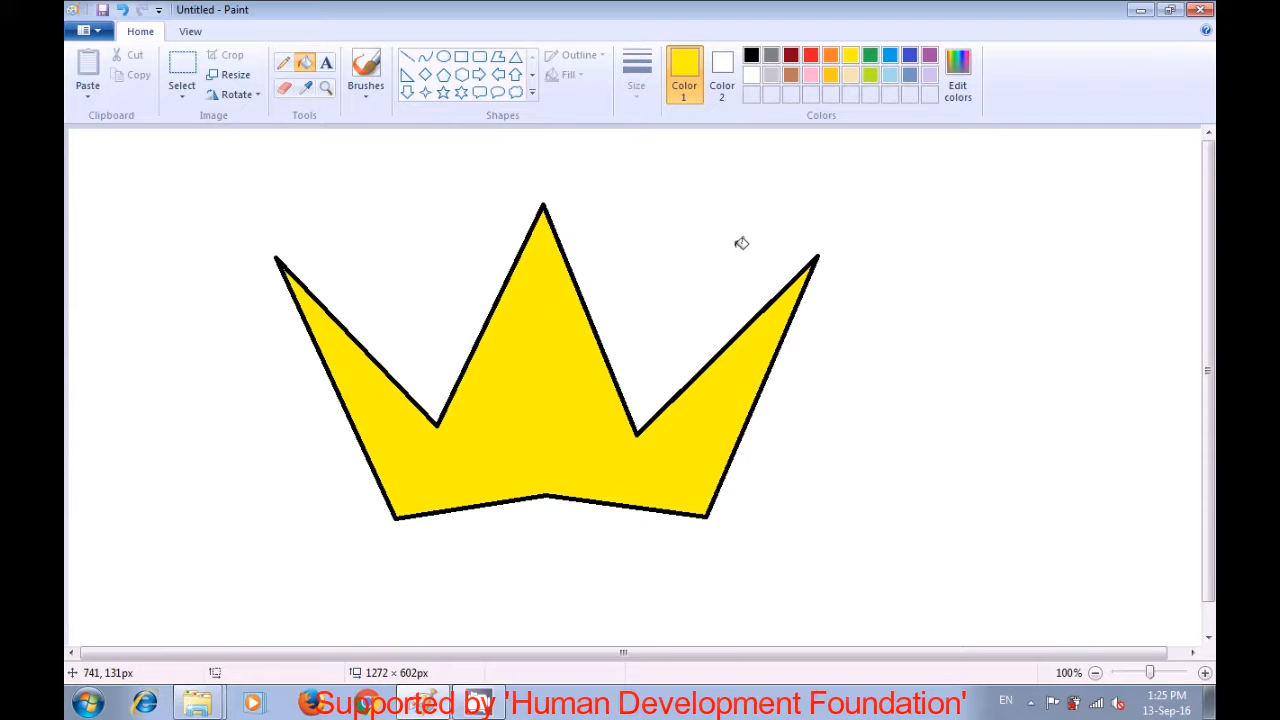 Untitled - Paint
Home View
Paste
Cut
Copy
Clipboard
Select
Crop
Resize
Rotate
Image
A
Tools
Brushes
Shapes
Outline
Fill
Size
Color 1
Color 2
Edit colors
Colors
741, 131px
1272 × 602px
100%
EN
1:25 PM
13-Sep-16
Supported by 'Human Development Foundation'